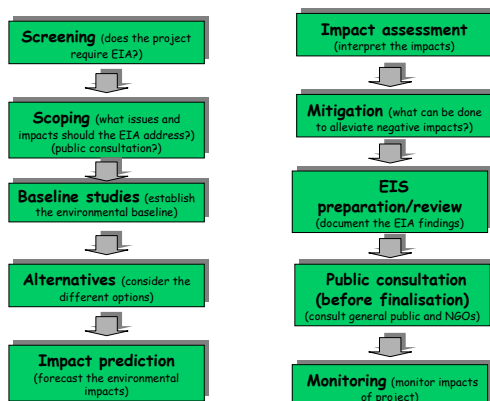 Screening (does the project
require EIA?)
Scoping (what issues and
impacts should the EIA address?)
(public consultation?)
Baseline studies (establish
the environmental baseline)
Alternatives (consider the
different options)
Impact prediction
(forecast the environmental
impacts)
Impact assessment
(interpret the impacts)
Mitigation (what can be done
to alleviate negative impacts?)
EIS
preparation/review
(document the EIA findings)
Public consultation
(before finalisation)
(consult general public and NGOs)
Monitoring (monitor impacts
of project)